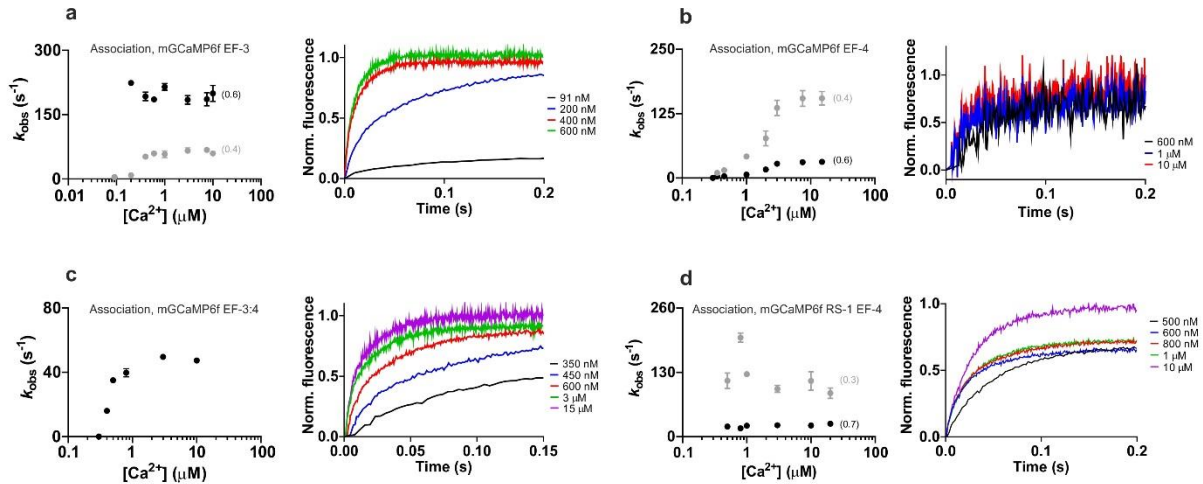 a
Association, mGCaMP6f EF-3
k_obs (s⁻¹)
300
150
0
0.01
0.1
1
10
100
[Ca²⁺] (μM)
(0.6)
(0.4)
Norm. fluorescence
1.0
0.5
0.0
0.0
0.1
0.2
Time (s)
91 nM
200 nM
400 nM
600 nM
b
Association, mGCaMP6f EF-4
k_obs (s⁻¹)
250
125
0
0.1
1
10
100
[Ca²⁺] (μM)
(0.4)
(0.6)
Norm. fluorescence
1.0
0.5
0.0
0.0
0.1
0.2
Time (s)
600 nM
1 μM
10 μM
c
Association, mGCaMP6f EF-3:4
k_obs (s⁻¹)
80
40
0
0.1
1
10
100
[Ca²⁺] (μM)
Norm. fluorescence
1.0
0.5
0.0
0.00
0.05
0.10
0.15
Time (s)
350 nM
450 nM
600 nM
3 μM
15 μM
d
Association, mGCaMP6f RS-1 EF-4
k_obs (s⁻¹)
260
130
0
0.1
1
10
100
[Ca²⁺] (μM)
(0.3)
(0.7)
Norm. fluorescence
1.0
0.5
0.0
0.0
0.1
0.2
Time (s)
500 nM
600 nM
800 nM
1 μM
10 μM